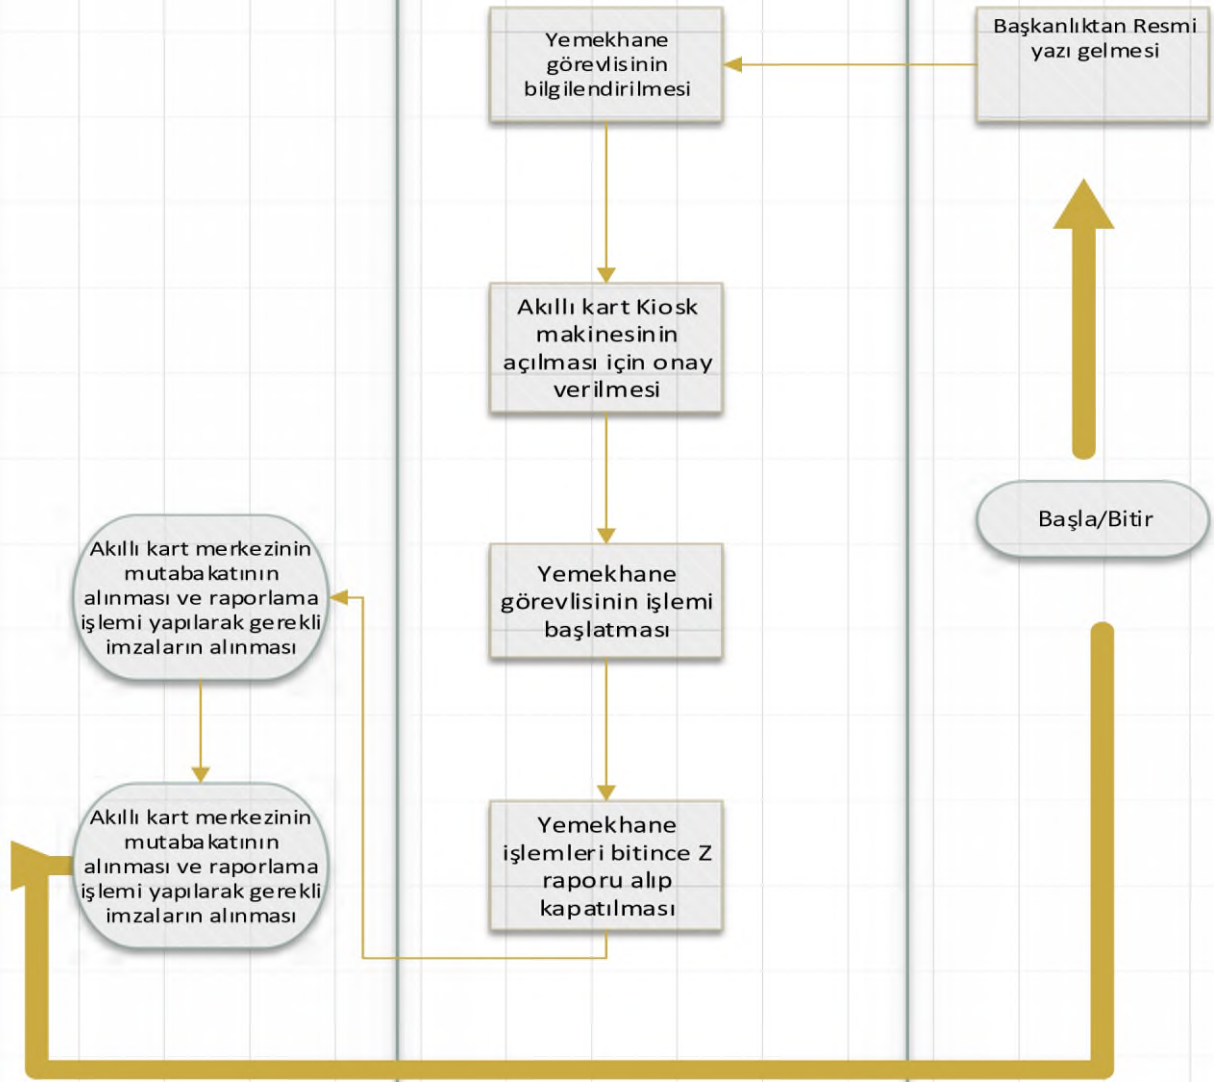 Başkanlıktan Resmi
yazı gelmesi
Yemekhane
görevlisinin
bilgilendirilmesi
Akıllı kart Kiosk
makinesinin
açılması için onay
verilmesi
Yemekhane
görevlisinin işlemi
başlatması
Yemekhane
işlemleri bitince Z
raporu alıp
kapatılması
Akıllı kart merkezinin
mutabakatının
alınması ve raporlama
işlemi yapılarak gerekli
imzaların alınması
Akıllı kart merkezinin
mutabakatının
alınması ve raporlama
işlemi yapılarak gerekli
imzaların alınması
Başla/Bitir